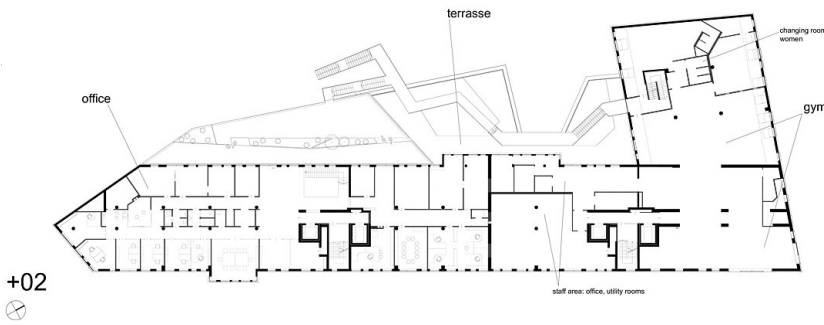 terrasse
changing room
women
office
gym
+02
staff area: office, utility rooms